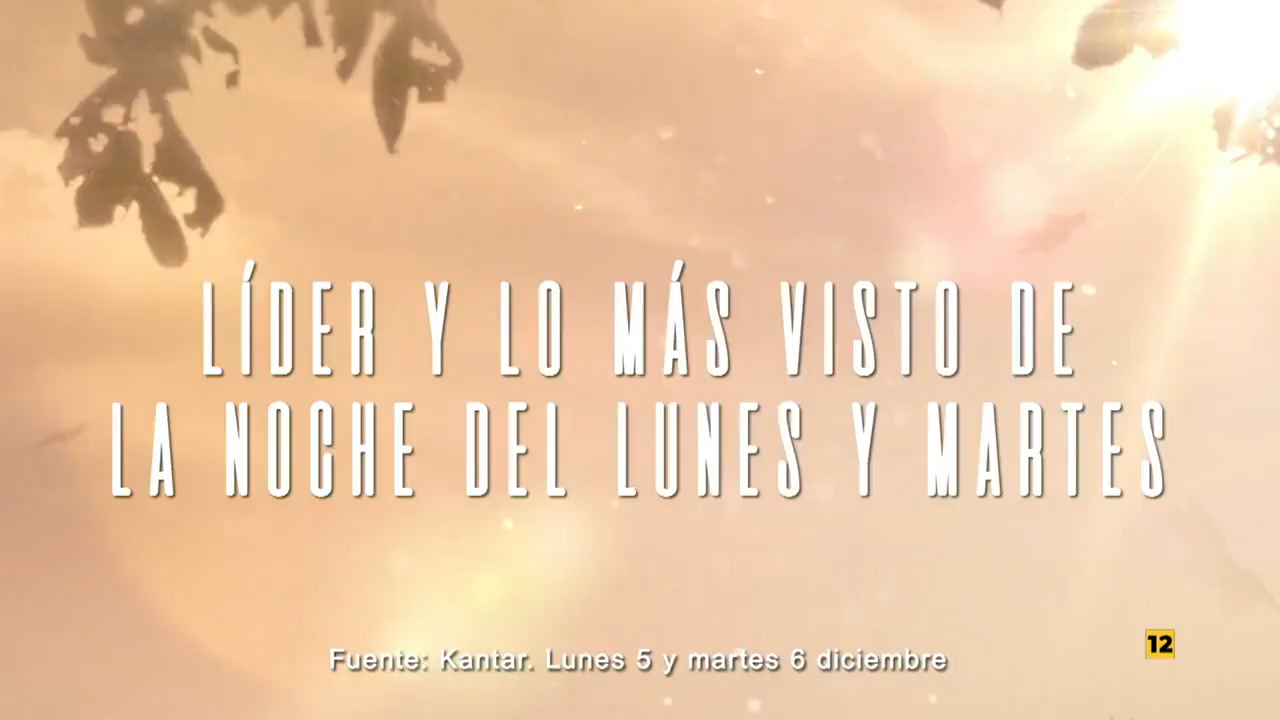 LÍDER Y LO MÁS VISTO DE
LA NOCHE DEL LUNES Y MARTES
Fuente: Kantar. Lunes 5 y martes 6 diciembre
12